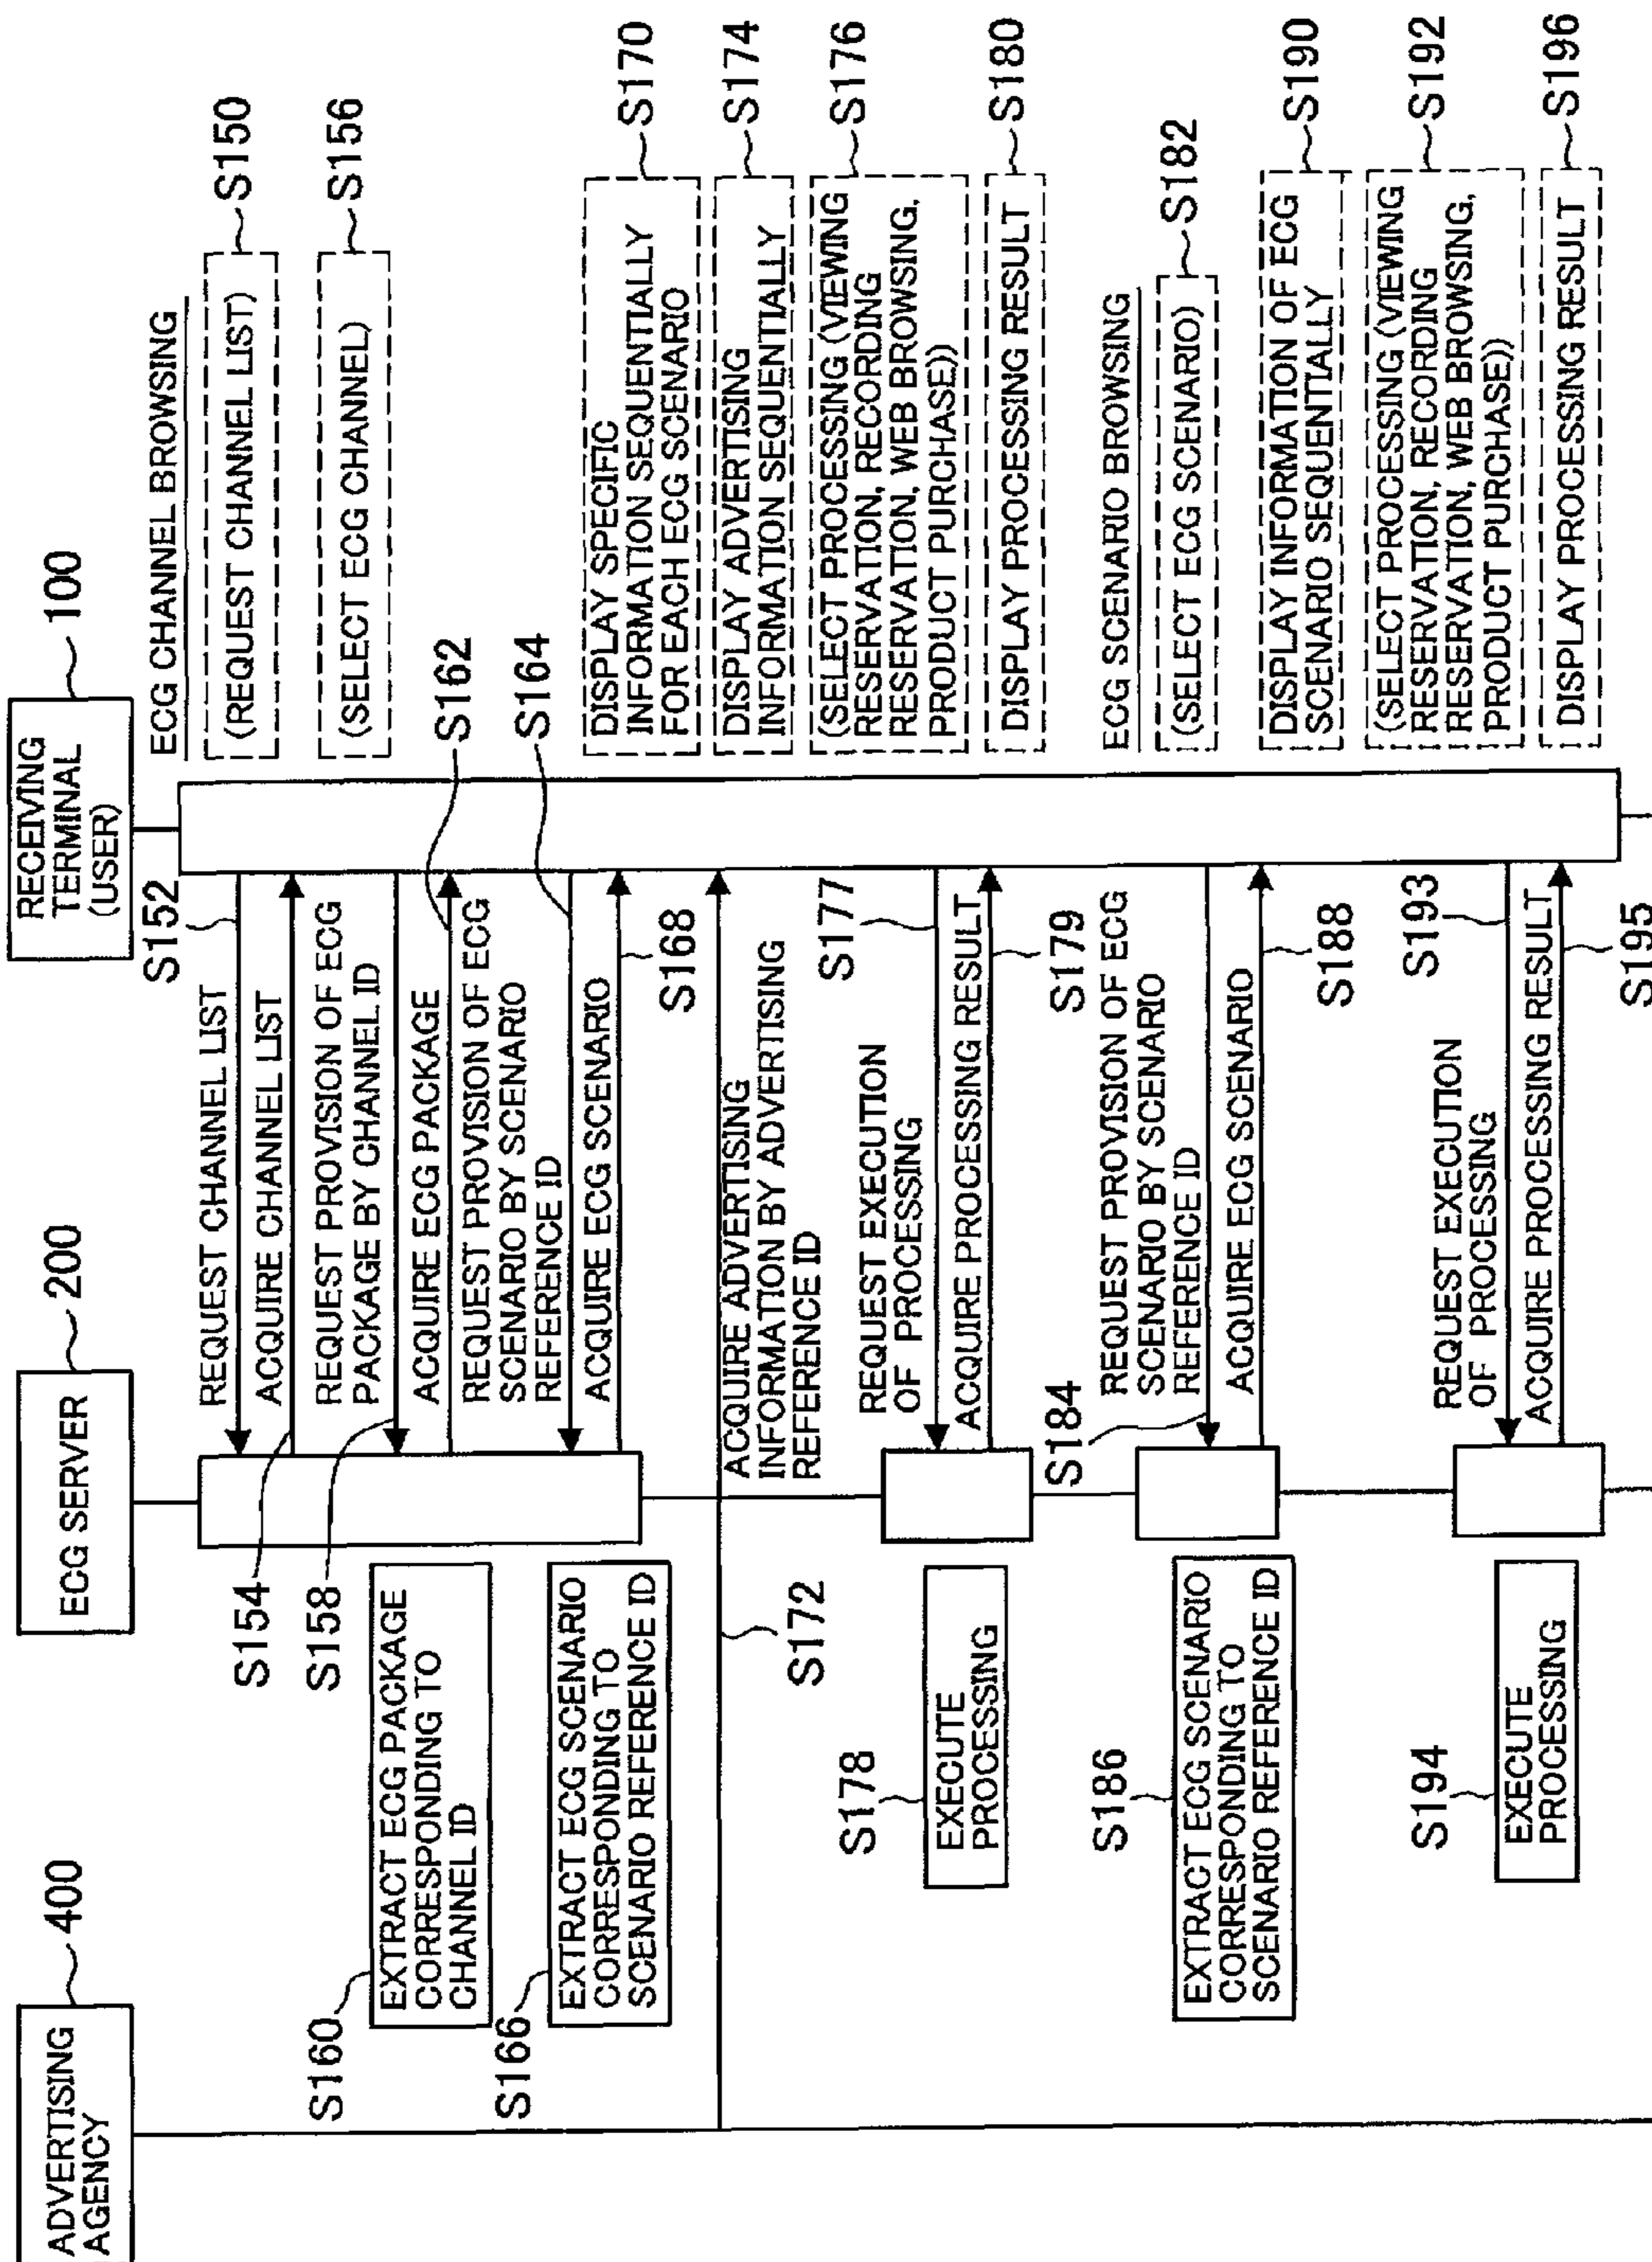 ADVERTISING
AGENCY
400
ECG SERVER
200
RECEIVING
TERMINAL
(USER)
100
ECG CHANNEL BROWSING
(REQUEST CHANNEL LIST)
S150
S152
REQUEST CHANNEL LIST
S154
ACQUIRE CHANNEL LIST
(SELECT ECG CHANNEL)
S156
S158
REQUEST PROVISION OF ECG
PACKAGE BY CHANNEL ID
S160
EXTRACT ECG PACKAGE
CORRESPONDING TO
CHANNEL ID
ACQUIRE ECG PACKAGE
S162
REQUEST PROVISION OF ECG
SCENARIO BY SCENARIO
REFERENCE ID
S164
S166
EXTRACT ECG SCENARIO
CORRESPONDING TO
SCENARIO REFERENCE ID
ACQUIRE ECG SCENARIO
S168
DISPLAY SPECIFIC
INFORMATION SEQUENTIALLY
FOR EACH ECG SCENARIO
S170
S172
ACQUIRE ADVERTISING
INFORMATION BY ADVERTISING
REFERENCE ID
DISPLAY ADVERTISING
INFORMATION SEQUENTIALLY
S174
(SELECT PROCESSING (VIEWING
RESERVATION, RECORDING
RESERVATION, WEB BROWSING,
PRODUCT PURCHASE))
S176
REQUEST EXECUTION
OF PROCESSING
S177
S178
EXECUTE
PROCESSING
ACQUIRE PROCESSING RESULT
S179
DISPLAY PROCESSING RESULT
S180
ECG SCENARIO BROWSING
(SELECT ECG SCENARIO)
S182
S184
REQUEST PROVISION OF ECG
SCENARIO BY SCENARIO
REFERENCE ID
S186
EXTRACT ECG SCENARIO
CORRESPONDING TO
SCENARIO REFERENCE ID
ACQUIRE ECG SCENARIO
S188
DISPLAY INFORMATION OF ECG
SCENARIO SEQUENTIALLY
S190
(SELECT PROCESSING (VIEWING
RESERVATION, RECORDING
RESERVATION, WEB BROWSING,
PRODUCT PURCHASE))
S192
REQUEST EXECUTION
OF PROCESSING
S193
S194
EXECUTE
PROCESSING
ACQUIRE PROCESSING RESULT
S195
DISPLAY PROCESSING RESULT
S196